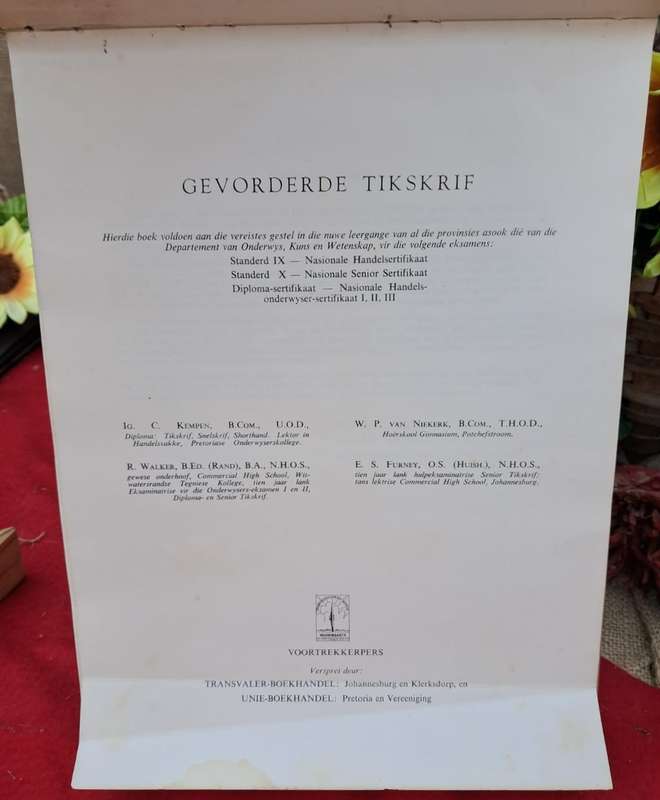 GEVORDERDE TIKSKRIF
Hierdie boek voldoen aan die vereistes gestel in die nuwe leergange van al die provinsies asook dié van die
Departement van Onderwys, Kuns en Wetenskap, vir die volgende eksamens:
Standerd IX — Nasionale Handelsertifikaat
Standerd X — Nasionale Senior Sertifikaat
Diploma-sertifikaat — Nasionale Handels-
onderwyser-sertifikaat I, II, III
IG. C. KEMPEN, B.COM., U.O.D.,
Diploma: Tikskrif, Snelskrif, Shorthand. Lektor in
Handelsvakke, Pretoriase Onderwyserskollege.
W. P. VAN NIEKERK, B.COM., T.H.O.D.,
Hoërskool Gimnasium, Potchefstroom.
R. WALKER, B.ED. (RAND), B.A., N.H.O.S.,
gewese onderhoof, Commercial High School, Wit-
watersrandse Tegniese Kollege, tien jaar lank
Eksaminatrise vir die Onderwysers-eksamen I en II,
Diploma- en Senior Tikskrif.
E. S. FURNEY, O.S. (HUISH.), N.H.O.S.,
tien jaar lank hulpeksaminatrise Senior Tikskrif;
tans lektrise Commercial High School, Johannesburg.
VOORTREKKERPERS
Versprei deur:
TRANSVALER-BOEKHANDEL: Johannesburg en Klerksdorp, en
UNIE-BOEKHANDEL: Pretoria en Vereeniging